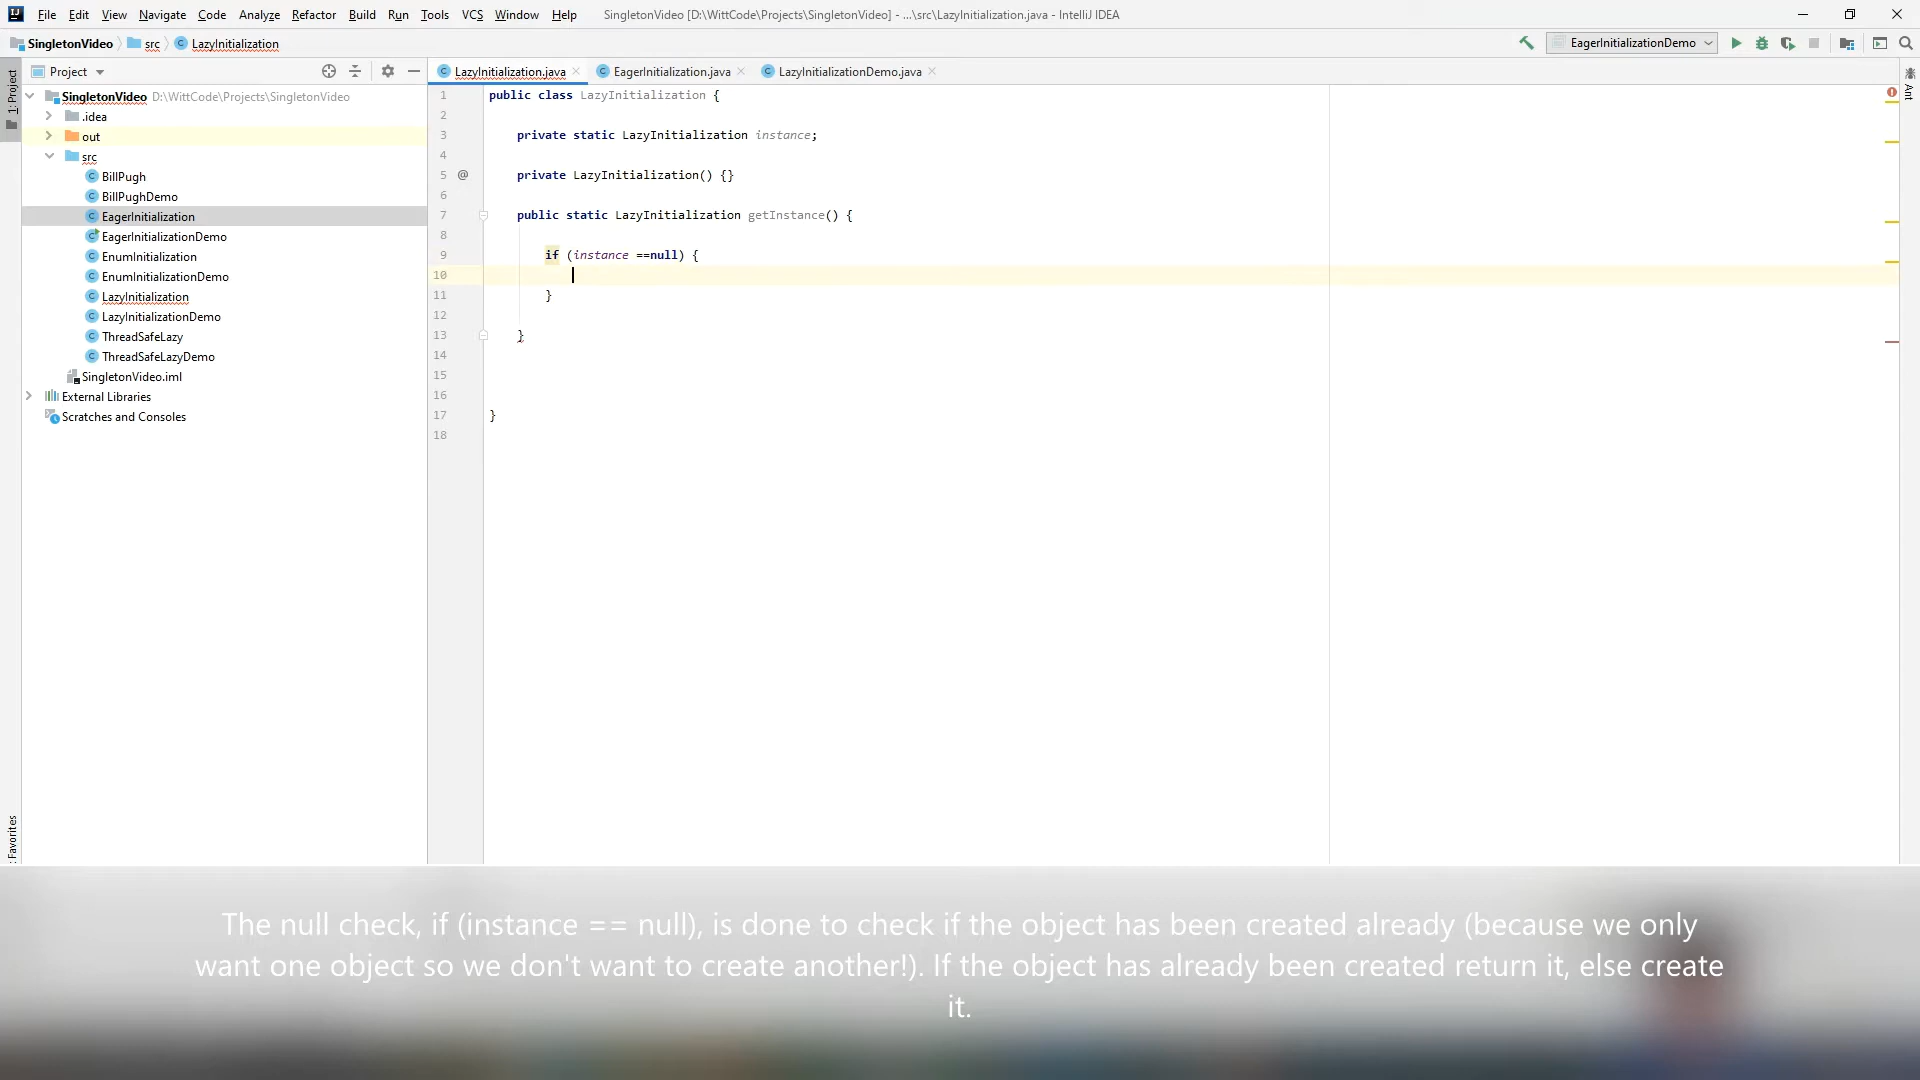 File Edit View Navigate Code Analyze Refactor Build Run Tools VCS Window Help SingletonVideo [D:\WittCode\Projects\SingletonVideo] - ...\src\LazyInitialization.java - IntelliJ IDEA
SingletonVideo src LazyInitialization EagerInitializationDemo
Project LazyInitialization.java EagerInitialization.java LazyInitializationDemo.java
1: Project
Ant
SingletonVideo D:\WittCode\Projects\SingletonVideo
.idea
out
src
BillPugh
BillPughDemo
EagerInitialization
EagerInitializationDemo
EnumInitialization
EnumInitializationDemo
LazyInitialization
LazyInitializationDemo
ThreadSafeLazy
ThreadSafeLazyDemo
SingletonVideo.iml
External Libraries
Scratches and Consoles
Favorites
1 public class LazyInitialization {
2
3 private static LazyInitialization instance;
4
5 @ private LazyInitialization() {}
6
7 public static LazyInitialization getInstance() {
8
9 if (instance ==null) {
10
11 }
12
13 }
14
15
16
17 }
18
The null check, if (instance == null), is done to check if the object has been created already (because we only
want one object so we don't want to create another!). If the object has already been created return it, else create
it.